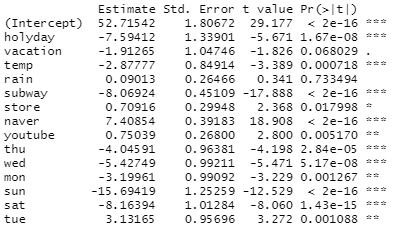 Estimate Std. Error t value Pr(>|t|)
(Intercept) 52.71542 1.80672 29.177 < 2e-16 ***
holyday -7.59412 1.33901 -5.671 1.67e-08 ***
vacation -1.91265 1.04746 -1.826 0.068029 .
temp -2.87777 0.84914 -3.389 0.000718 ***
rain 0.09013 0.26466 0.341 0.733494
subway -8.06924 0.45109 -17.888 < 2e-16 ***
store 0.70916 0.29948 2.368 0.017998 *
naver 7.40854 0.39183 18.908 < 2e-16 ***
youtube 0.75039 0.26800 2.800 0.005170 **
thu -4.04591 0.96381 -4.198 2.84e-05 ***
wed -5.42749 0.99211 -5.471 5.17e-08 ***
mon -3.19961 0.99092 -3.229 0.001267 **
sun -15.69419 1.25259 -12.529 < 2e-16 ***
sat -8.16394 1.01284 -8.060 1.43e-15 ***
tue 3.13165 0.95696 3.272 0.001088 **